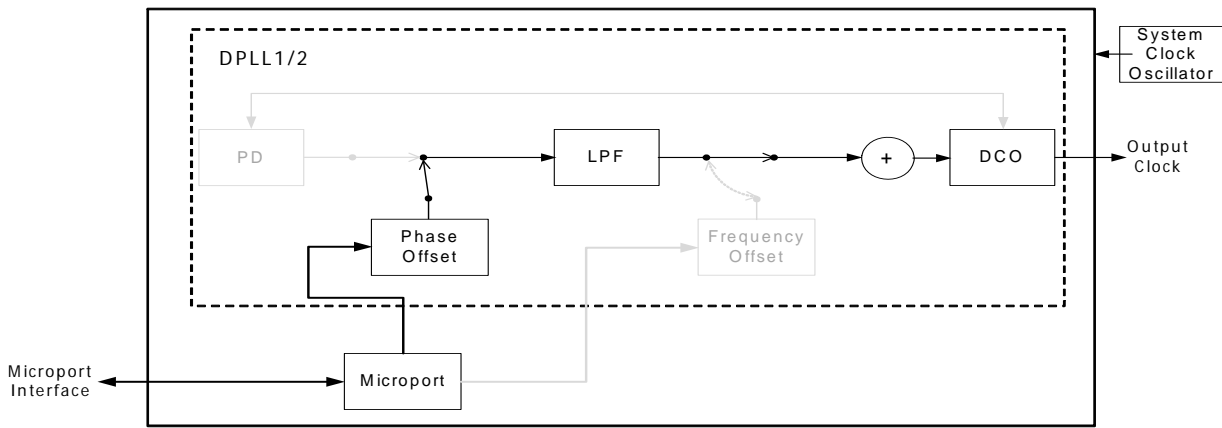 System
Clock
Oscillator
DPLL1/2
PD
LPF
+
DCO
Output
Clock
Phase
Offset
Frequency
Offset
Microport
Interface
Microport